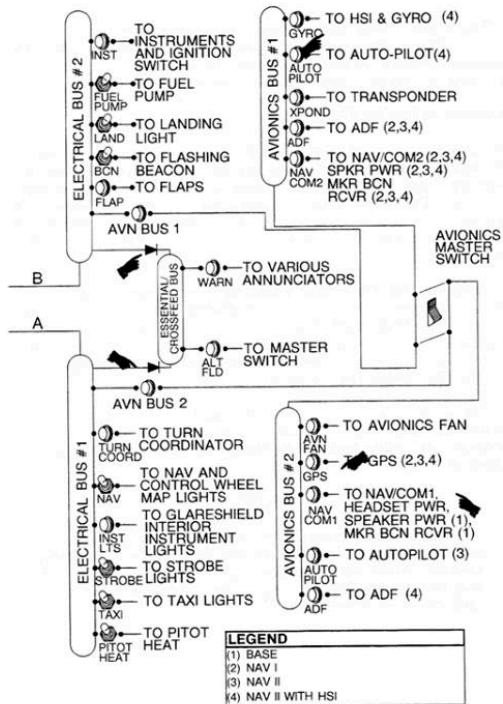 TO
INSTRUMENTS
AND IGNITION
SWITCH
INST
TO FUEL
PUMP
FUEL
PUMP
TO LANDING
LIGHT
LAND
TO FLASHING
BEACON
BCN
TO FLAPS
FLAP
ELECTRICAL BUS #2
AVN BUS 1
AVIONICS BUS #1
TO HSI & GYRO (4)
GYRO
TO AUTO-PILOT(4)
AUTO
PILOT
TO TRANSPONDER
XPOND
TO ADF (2,3,4)
ADF
TO NAV/COM2 (2,3,4)
SPKR PWR (2,3,4)
MKR BCN
RCVR (2,3,4)
NAV
COM2
AVIONICS
MASTER
SWITCH
B
A
ESSENTIAL/
CROSSFEED BUS
TO VARIOUS
ANNUNCIATORS
WARN
TO MASTER
SWITCH
ALT
FLD
AVN BUS 2
ELECTRICAL BUS #1
TO TURN
COORDINATOR
TURN
COORD
TO NAV AND
CONTROL WHEEL
MAP LIGHTS
NAV
TO GLARESHIELD
INTERIOR
INSTRUMENT
LIGHTS
INST
LTS
TO STROBE
LIGHTS
STROBE
TO TAXI LIGHTS
TAXI
TO PITOT
HEAT
PITOT
HEAT
AVIONICS BUS #2
TO AVIONICS FAN
AVN
FAN
GPS (2,3,4)
GPS
TO NAV/COM1,
HEADSET PWR,
SPEAKER PWR (1),
MKR BCN RCVR (1)
NAV
COM1
TO AUTOPILOT (3)
AUTO
PILOT
TO ADF (4)
ADF
LEGEND
(1) BASE
(2) NAV I
(3) NAV II
(4) NAV II WITH HSI